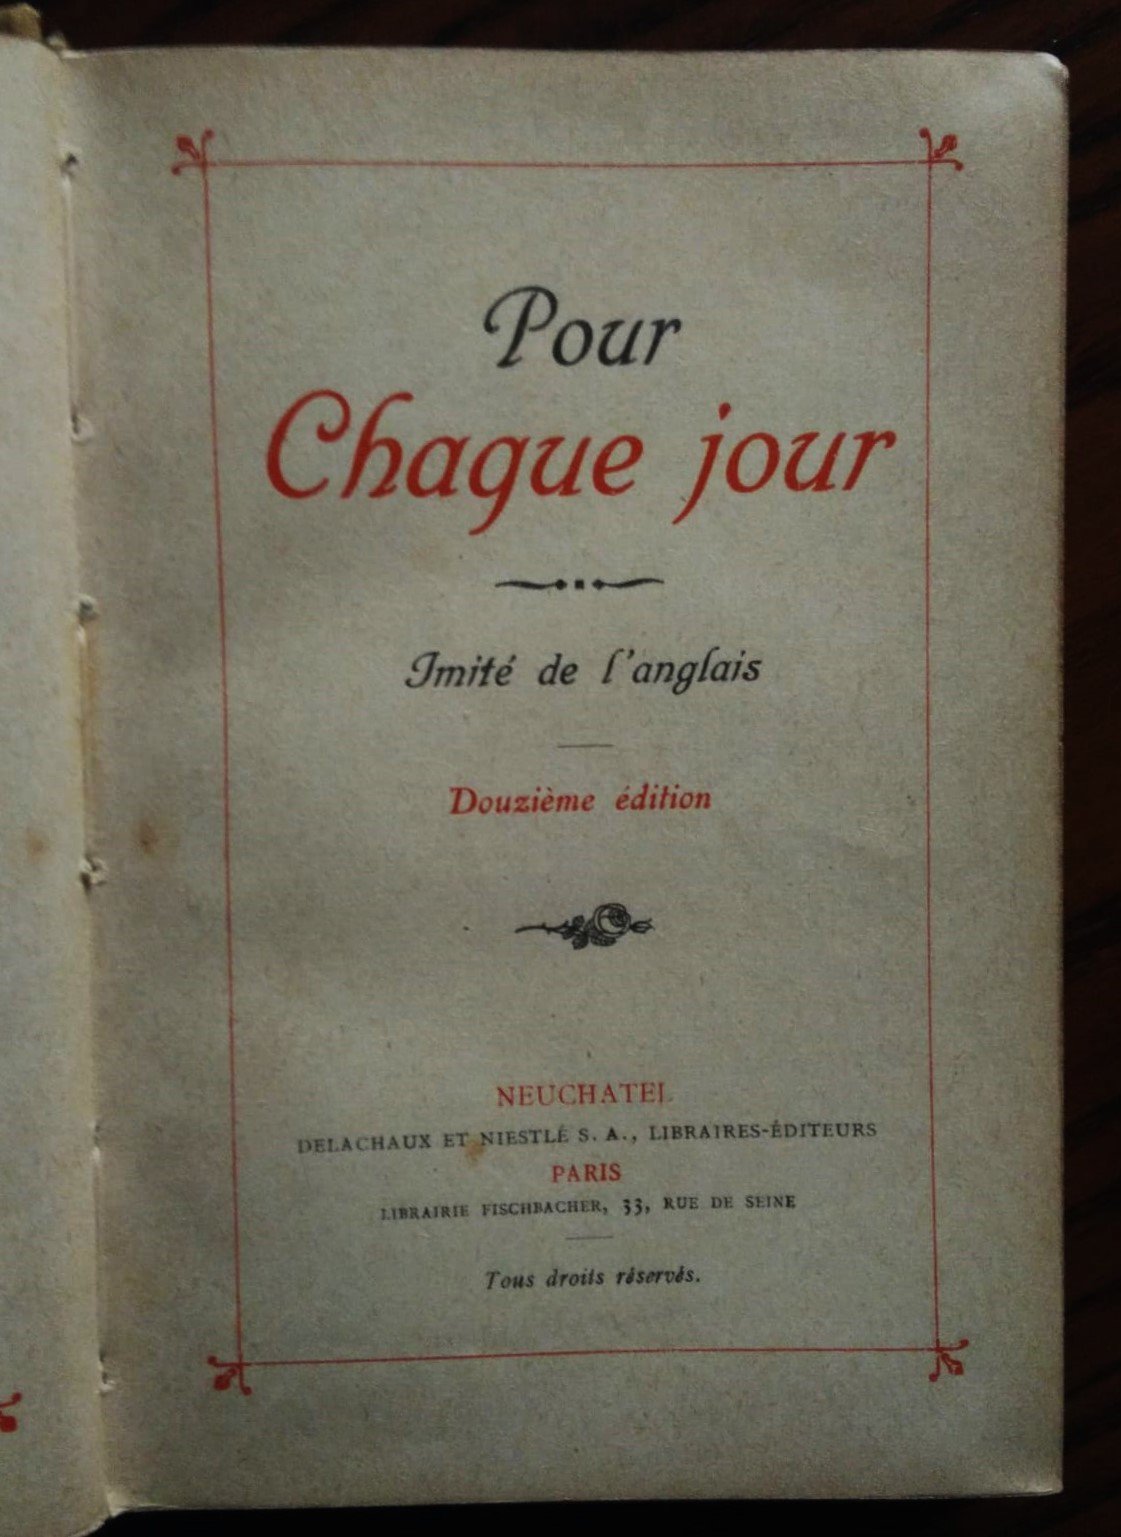 Pour
Chaque jour
Imité de l'anglais
Douzième édition
NEUCHATEL
DELACHAUX ET NIESTLÉ S. A., LIBRAIRES-ÉDITEURS
PARIS
LIBRAIRIE FISCHBACHER, 33, RUE DE SEINE
Tous droits réservés.